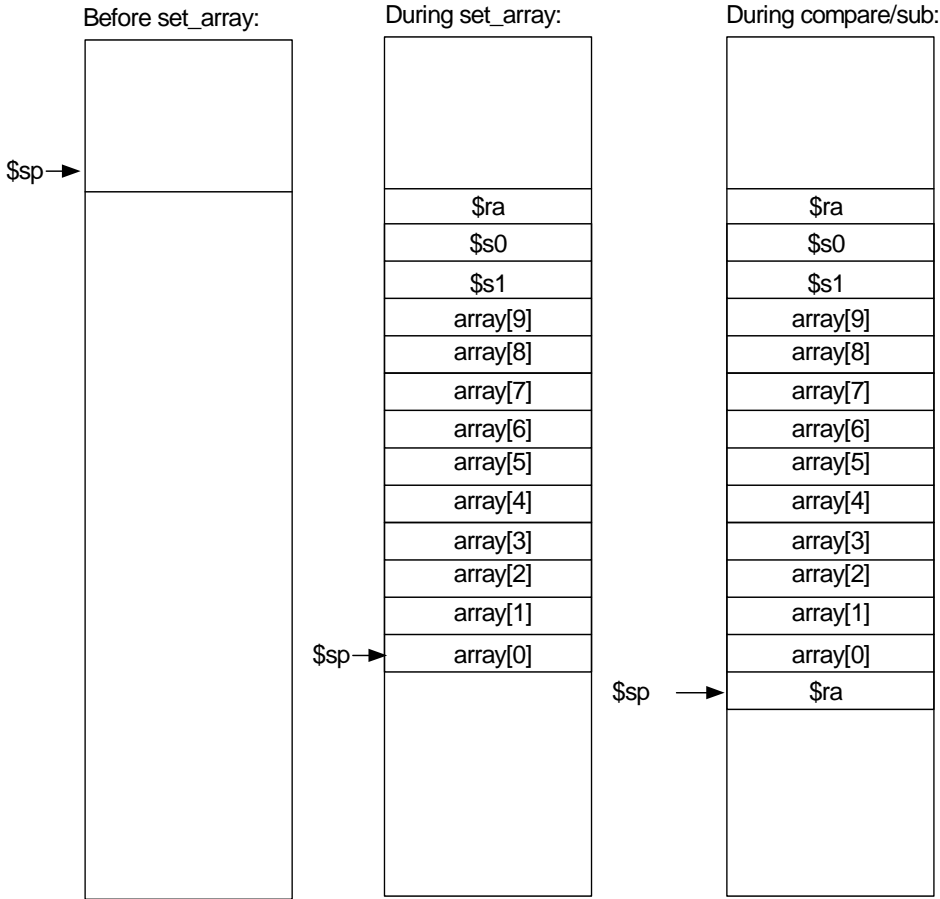 Before set_array:
$sp
During set_array:
$ra
$s0
$s1
array[9]
array[8]
array[7]
array[6]
array[5]
array[4]
array[3]
array[2]
array[1]
$sp
array[0]
During compare/sub:
$ra
$s0
$s1
array[9]
array[8]
array[7]
array[6]
array[5]
array[4]
array[3]
array[2]
array[1]
array[0]
$sp
$ra